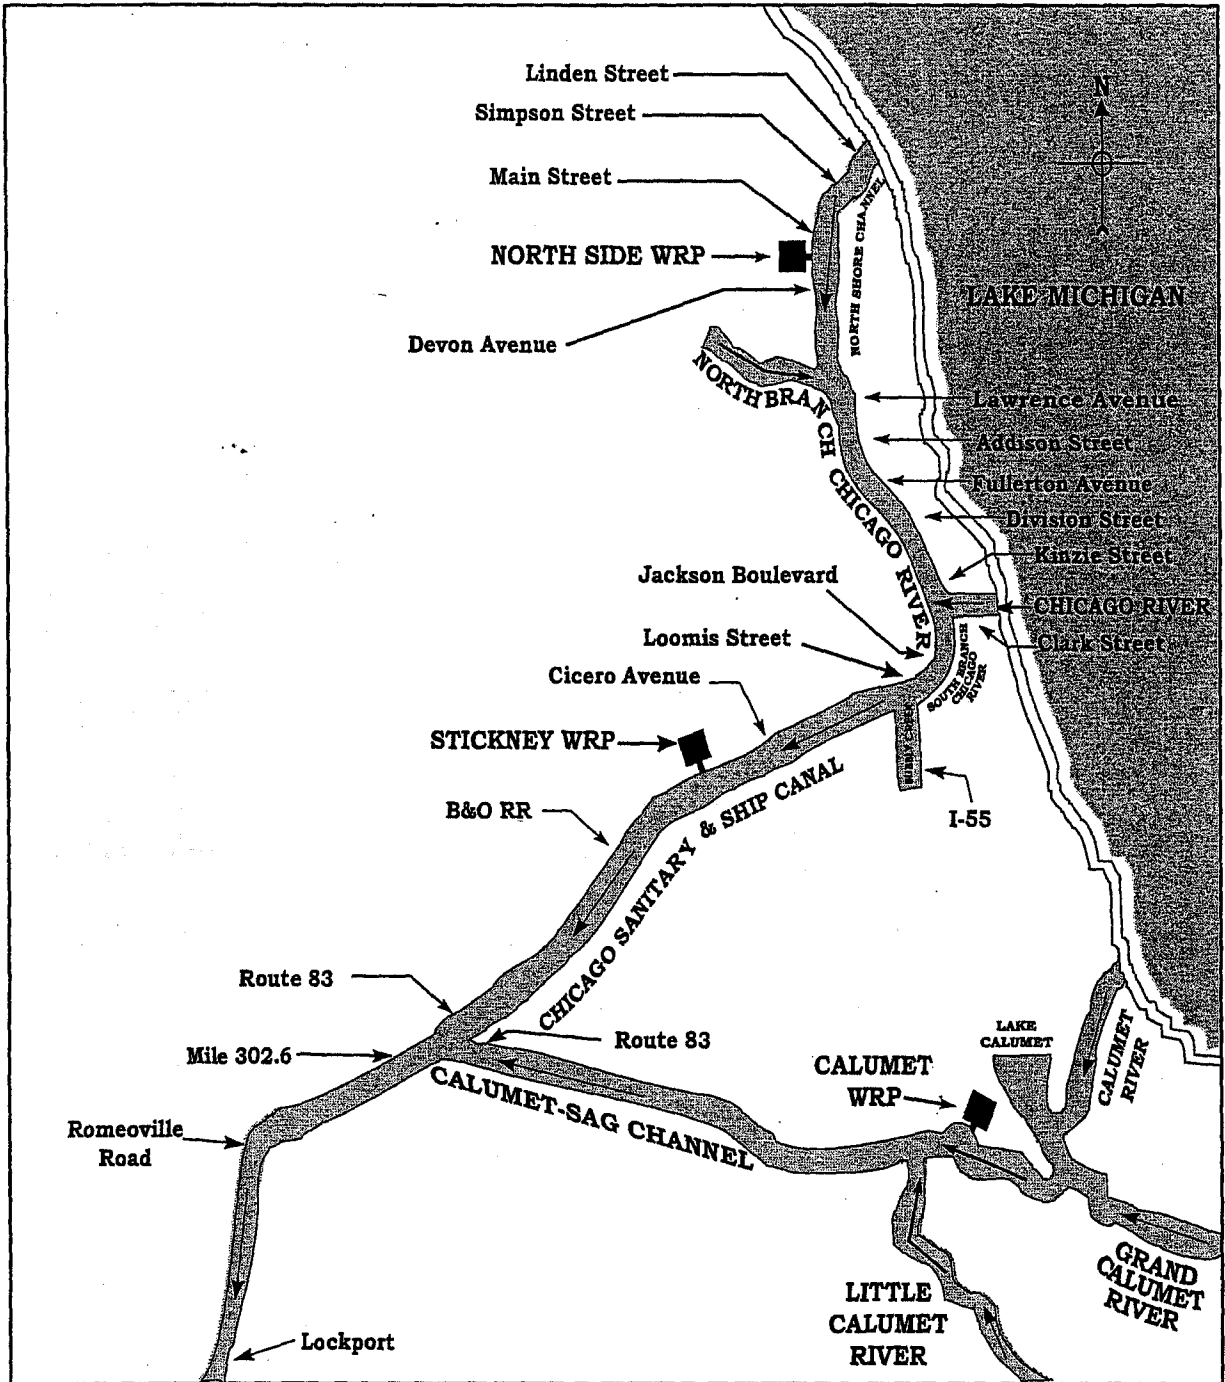 Linden Street
Simpson Street
Main Street
NORTH SIDE WRP
Devon Avenue
NORTH SHORE CHANNEL
N
LAKE MICHIGAN
NORTH BRANCH CHICAGO RIVER
Lawrence Avenue
Addison Street
Fullerton Avenue
Division Street
Kinzie Street
CHICAGO RIVER
Clark Street
Jackson Boulevard
Loomis Street
Cicero Avenue
SOUTH BRANCH
CHICAGO
RIVER
STICKNEY WRP
B&O RR
I-55
CHICAGO SANITARY & SHIP CANAL
Route 83
Mile 302.6
Route 83
LAKE
CALUMET
CALUMET
RIVER
CALUMET
WRP
CALUMET-SAG CHANNEL
Romeoville
Road
GRAND
CALUMET
RIVER
LITTLE
CALUMET
RIVER
Lockport